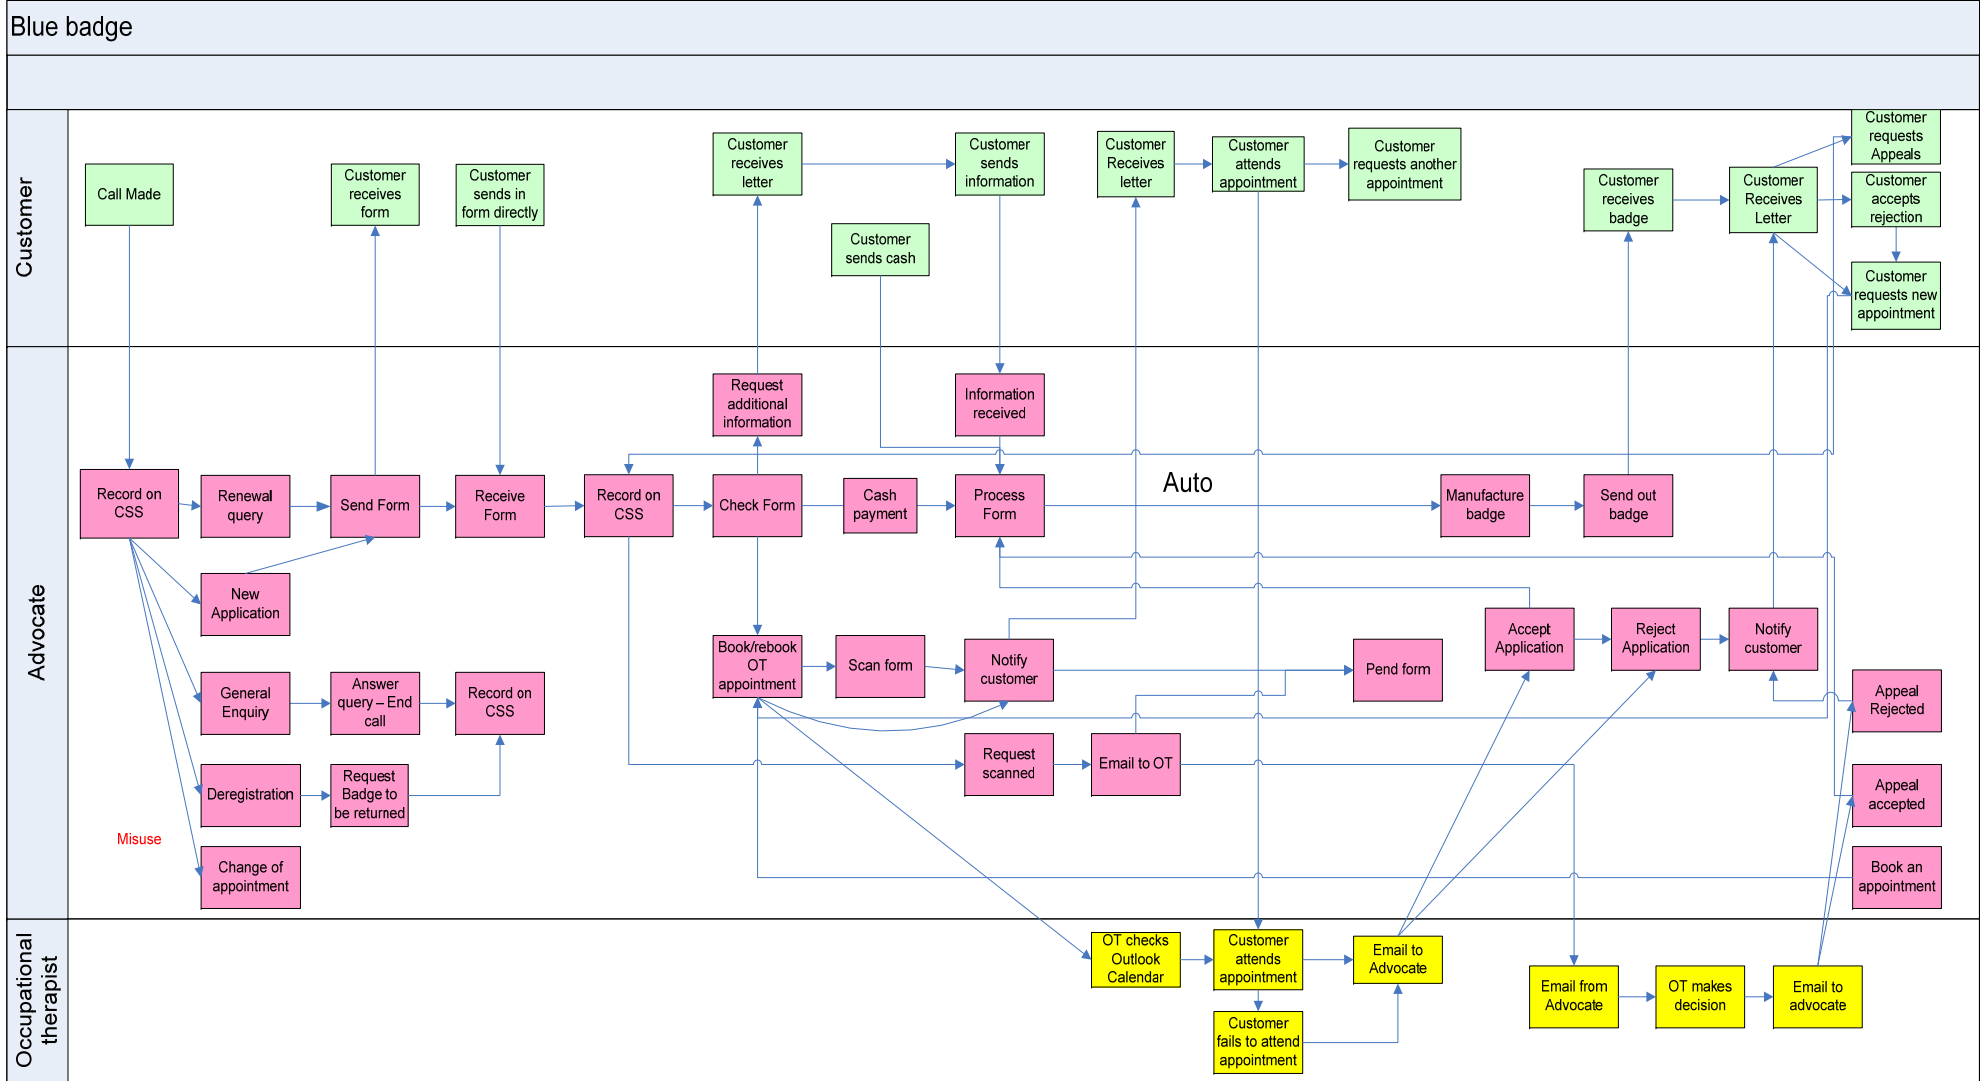 Blue badge
Customer
Call Made
Customer
receives
form
Customer
sends in
form directly
Customer
receives
letter
Customer
sends cash
Customer
sends
information
Customer
Receives
letter
Customer
attends
appointment
Customer
requests another
appointment
Customer
receives
badge
Customer
Receives
Letter
Customer
requests
Appeals
Customer
accepts
rejection
Customer
requests new
appointment
Advocate
Request
additional
information
Information
received
Record on
CSS
Renewal
query
Send Form
Receive
Form
Record on
CSS
Check Form
Cash
payment
Process
Form
Auto
Manufacture
badge
Send out
badge
New
Application
Book/rebook
OT
appointment
Scan form
Notify
customer
Pend form
Accept
Application
Reject
Application
Notify
customer
General
Enquiry
Answer
query – End
call
Record on
CSS
Appeal
Rejected
Request
scanned
Email to OT
Deregistration
Request
Badge to
be returned
Appeal
accepted
Misuse
Change of
appointment
Book an
appointment
Occupational
therapist
OT checks
Outlook
Calendar
Customer
attends
appointment
Email to
Advocate
Customer
fails to attend
appointment
Email from
Advocate
OT makes
decision
Email to
advocate